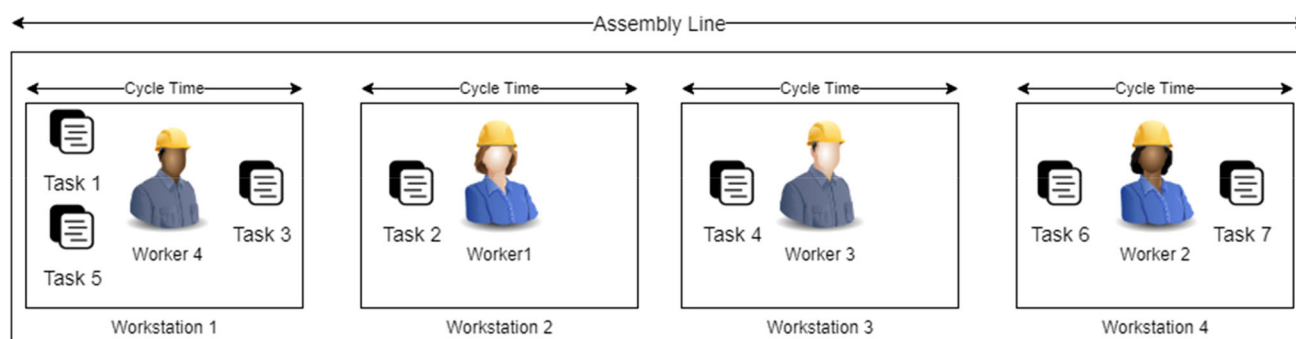 Assembly Line
Cycle Time
Cycle Time
Cycle Time
Cycle Time
Task 1
Task 3
Task 5
Worker 4
Workstation 1
Task 2
Worker1
Workstation 2
Task 4
Worker 3
Workstation 3
Task 6
Worker 2
Task 7
Workstation 4